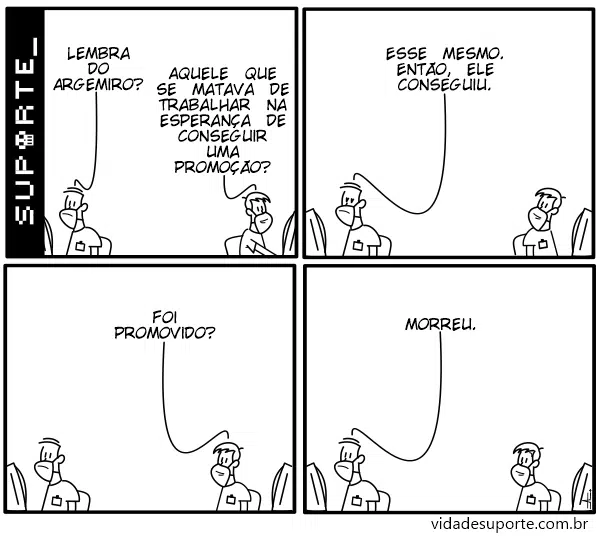 SUPORTE_
LEMBRA
DO
ARGEMIRO?
AQUELE QUE
SE MATAVA DE
TRABALHAR NA
ESPERANÇA DE
CONSEGUIR
UMA
PROMOÇÃO?
ESSE MESMO.
ENTÃO, ELE
CONSEGUIU.
FOI
PROMOVIDO?
MORREU.
vidadesuporte.com.br